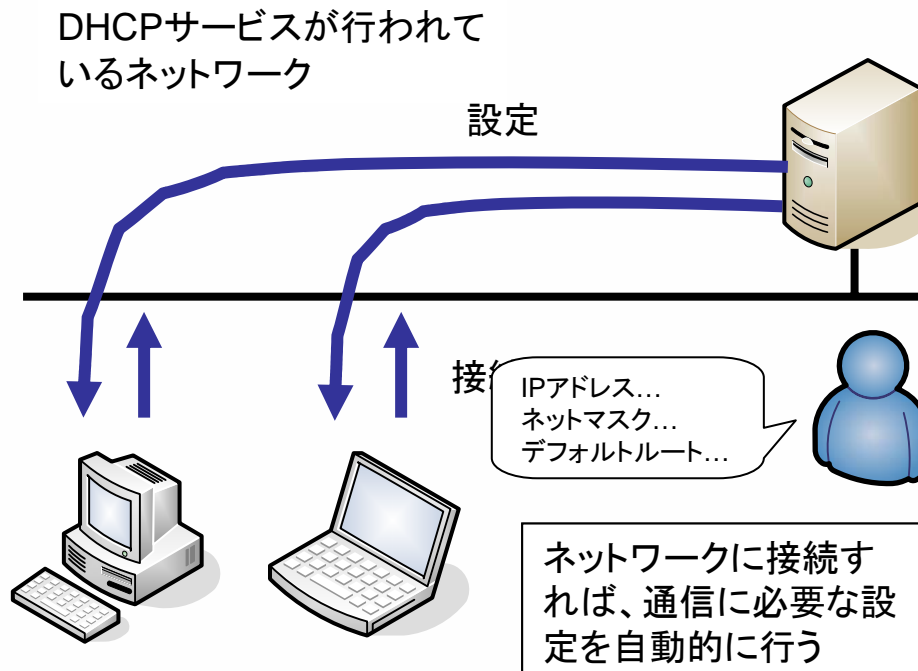 DHCPサービスが行われて
いるネットワーク
設定
接
IPアドレス…
ネットマスク…
デフォルトルート…
ネットワークに接続す
れば、通信に必要な設
定を自動的に行う